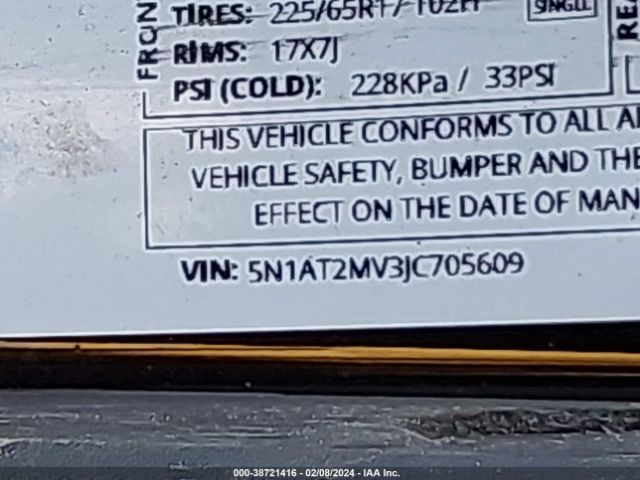 FRON
TIRES: 225/65R17 102H
SINGLE
RIMS: 17X7J
PSI (COLD): 228KPa / 33PSI
THIS VEHICLE CONFORMS TO ALL
VEHICLE SAFETY, BUMPER AND THE
EFFECT ON THE DATE OF MAN
VIN: 5N1AT2MV3JC705609
000-38721416 - 02/08/2024 - IAA Inc.